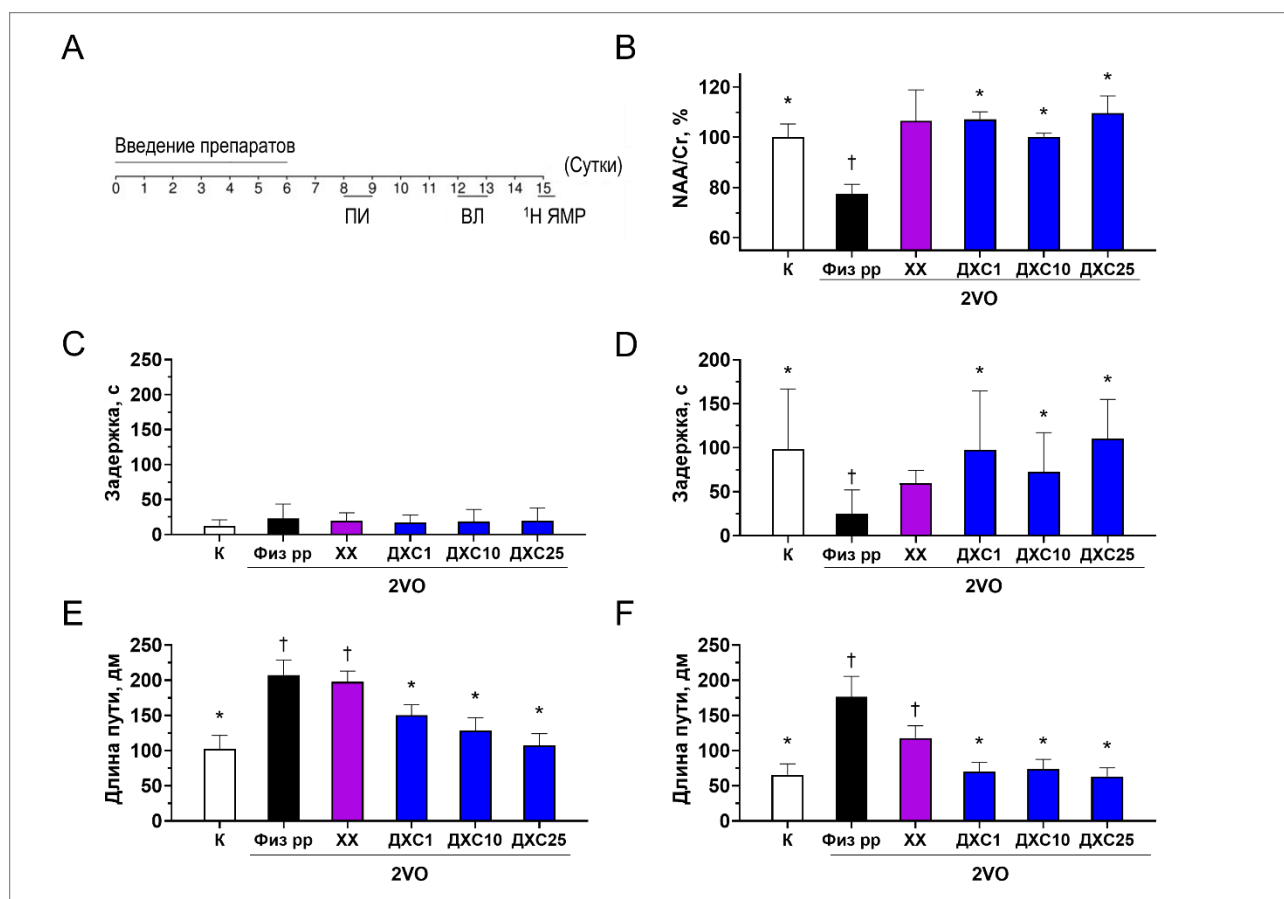 A
Введение препаратов
(Сутки)
0 1 2 3 4 5 6 7 8 9 10 11 12 13 14 15
ПИ ВЛ ¹Н ЯМР
B
NAA/Cr, %
120
100
80
60
* † * * *
К Физ рр ХХ ДХС1 ДХС10 ДХС25
2VO
C
Задержка, с
250
200
150
100
50
0
К Физ рр ХХ ДХС1 ДХС10 ДХС25
2VO
D
Задержка, с
200
150
100
50
0
* † * * *
К Физ рр ХХ ДХС1 ДХС10 ДХС25
2VO
E
Длина пути, дм
250
200
150
100
50
0
* † † * * *
К Физ рр ХХ ДХС1 ДХС10 ДХС25
2VO
F
Длина пути, дм
250
200
150
100
50
0
* † † * * *
К Физ рр ХХ ДХС1 ДХС10 ДХС25
2VO